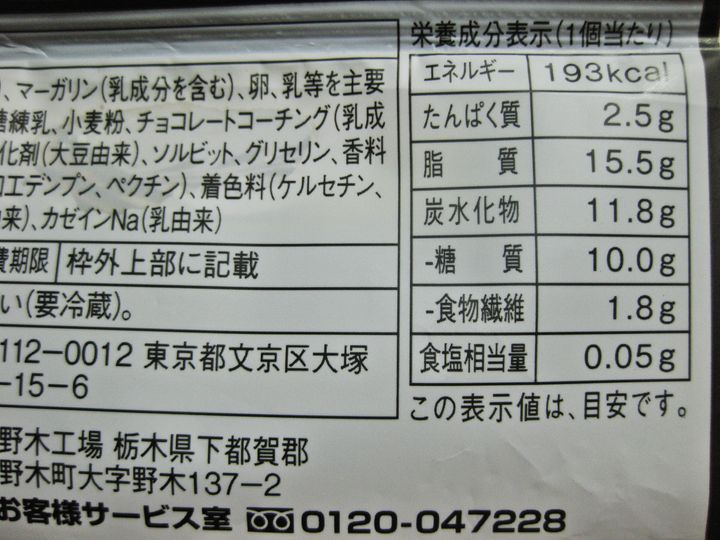 、マーガリン(乳成分を含む)、卵、乳等を主要
糖練乳、小麦粉、チョコレートコーチング(乳成
化剤(大豆由来)、ソルビット、グリセリン、香料
工デンプン、ペクチン)、着色料(ケルセチン、
来)、カゼインNa(乳由来)
費期限 枠外上部に記載
い(要冷蔵)。
112-0012 東京都文京区大塚
-15-6
野木工場 栃木県下都賀郡
野木町大字野木137-2
お客様サービス室 0120-047228
栄養成分表示(1個当たり)
エネルギー 193kcal
たんぱく質 2.5g
脂質 15.5g
炭水化物 11.8g
-糖質 10.0g
-食物繊維 1.8g
食塩相当量 0.05g
この表示値は、目安です。